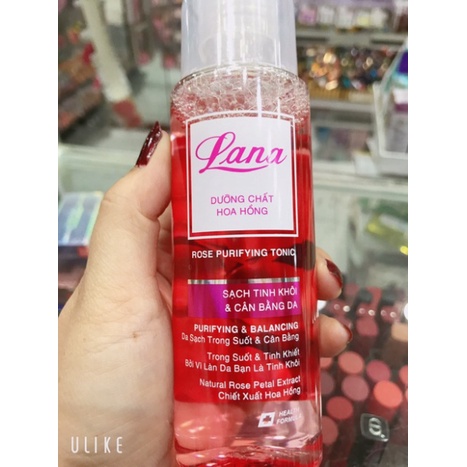 Lana
DƯỠNG CHẤT
HOA HỒNG
ROSE PURIFYING TONIC
SẠCH TINH KHÔI
& CÂN BẰNG DA
PURIFYING & BALANCING
Da Sạch Trong Suốt & Cân Bằng
Trong Suốt & Tinh Khiết
Bởi Vì Làn Da Bạn Là Tinh Khôi
Natural Rose Petal Extract
Chiết Xuất Hoa Hồng
HEALTHY
FORMULA
ULIKE